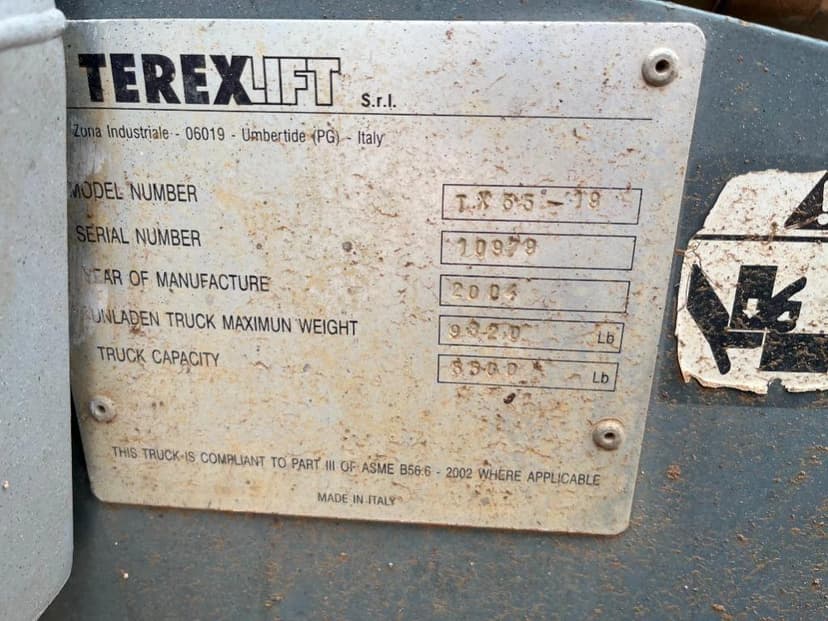 TEREXLIFT S.r.l.
Zona Industriale - 06019 - Umbertide (PG) - Italy
MODEL NUMBER TX55-19
SERIAL NUMBER 10979
YEAR OF MANUFACTURE 2004
UNLADEN TRUCK MAXIMUN WEIGHT Lb
TRUCK CAPACITY 5500 Lb
THIS TRUCK IS COMPLIANT TO PART III OF ASME B56.6 - 2002 WHERE APPLICABLE
MADE IN ITALY